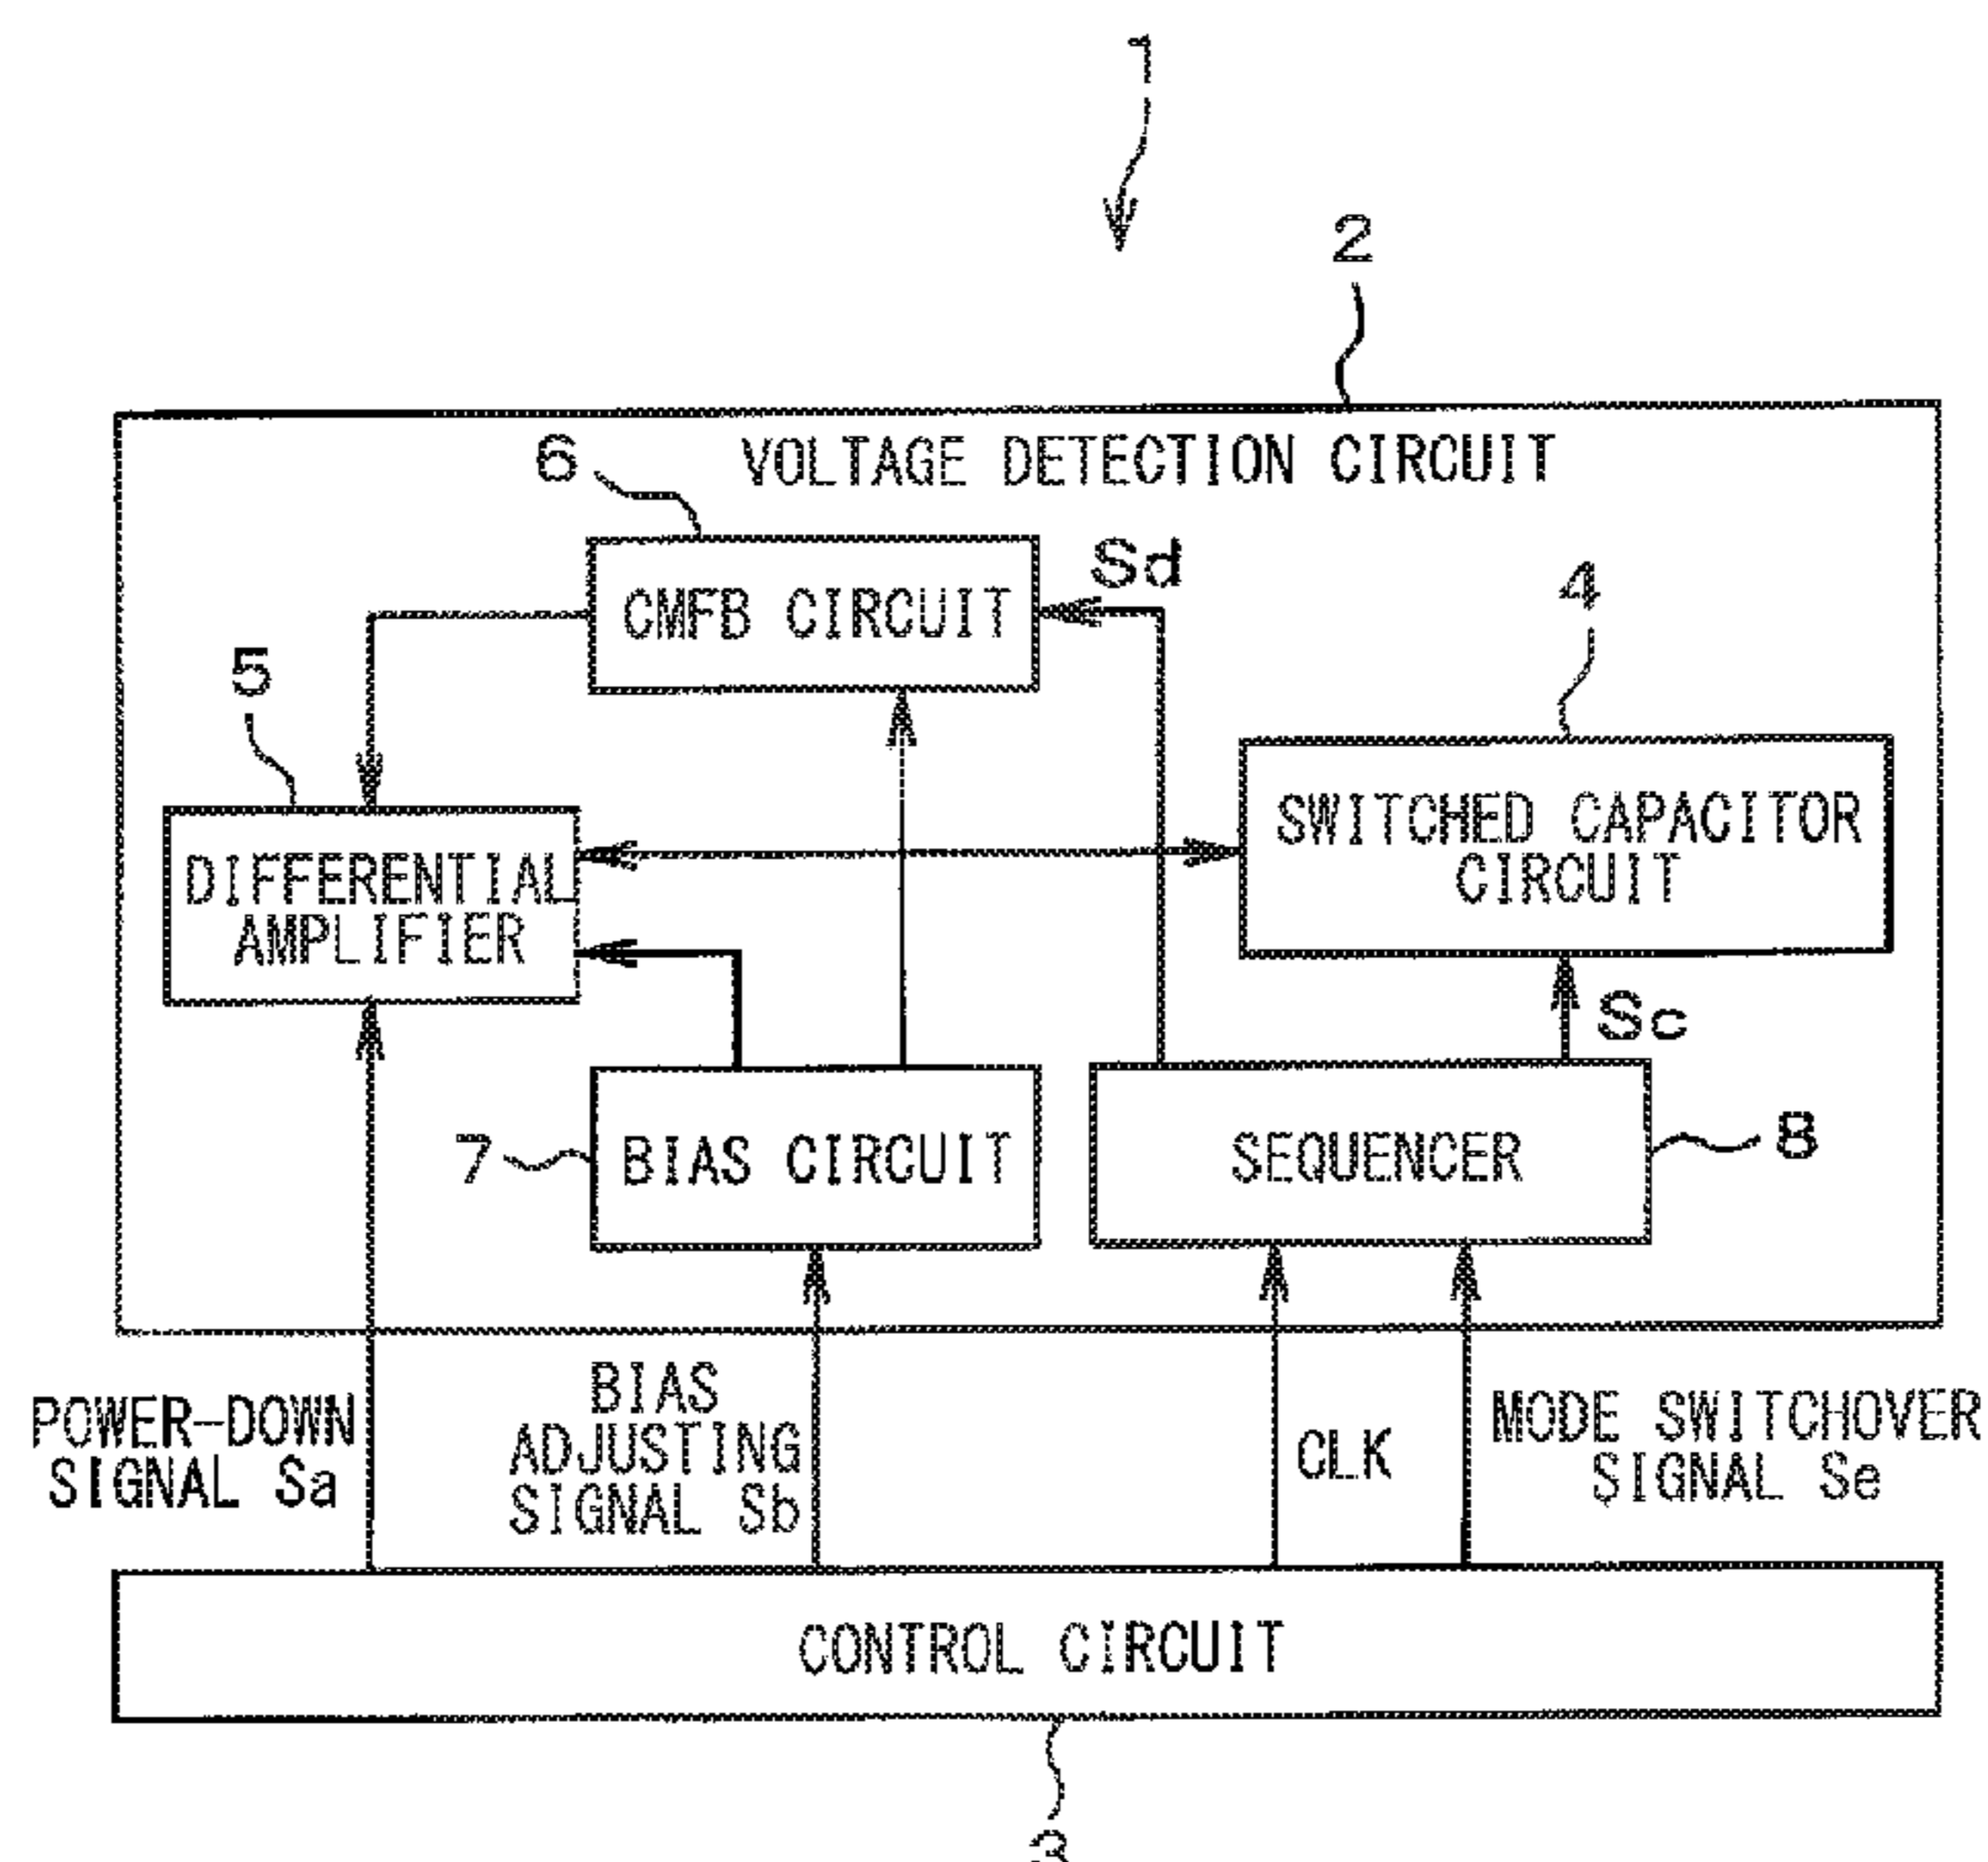 1
2
VOLTAGE DETECTION CIRCUIT
6
CMFB CIRCUIT
Sd
4
5
SWITCHED CAPACITOR
CIRCUIT
DIFFERENTIAL
AMPLIFIER
Sc
7
BIAS CIRCUIT
SEQUENCER
8
POWER-DOWN
SIGNAL Sa
BIAS
ADJUSTING
SIGNAL Sb
CLK
MODE SWITCHOVER
SIGNAL Se
CONTROL CIRCUIT
3